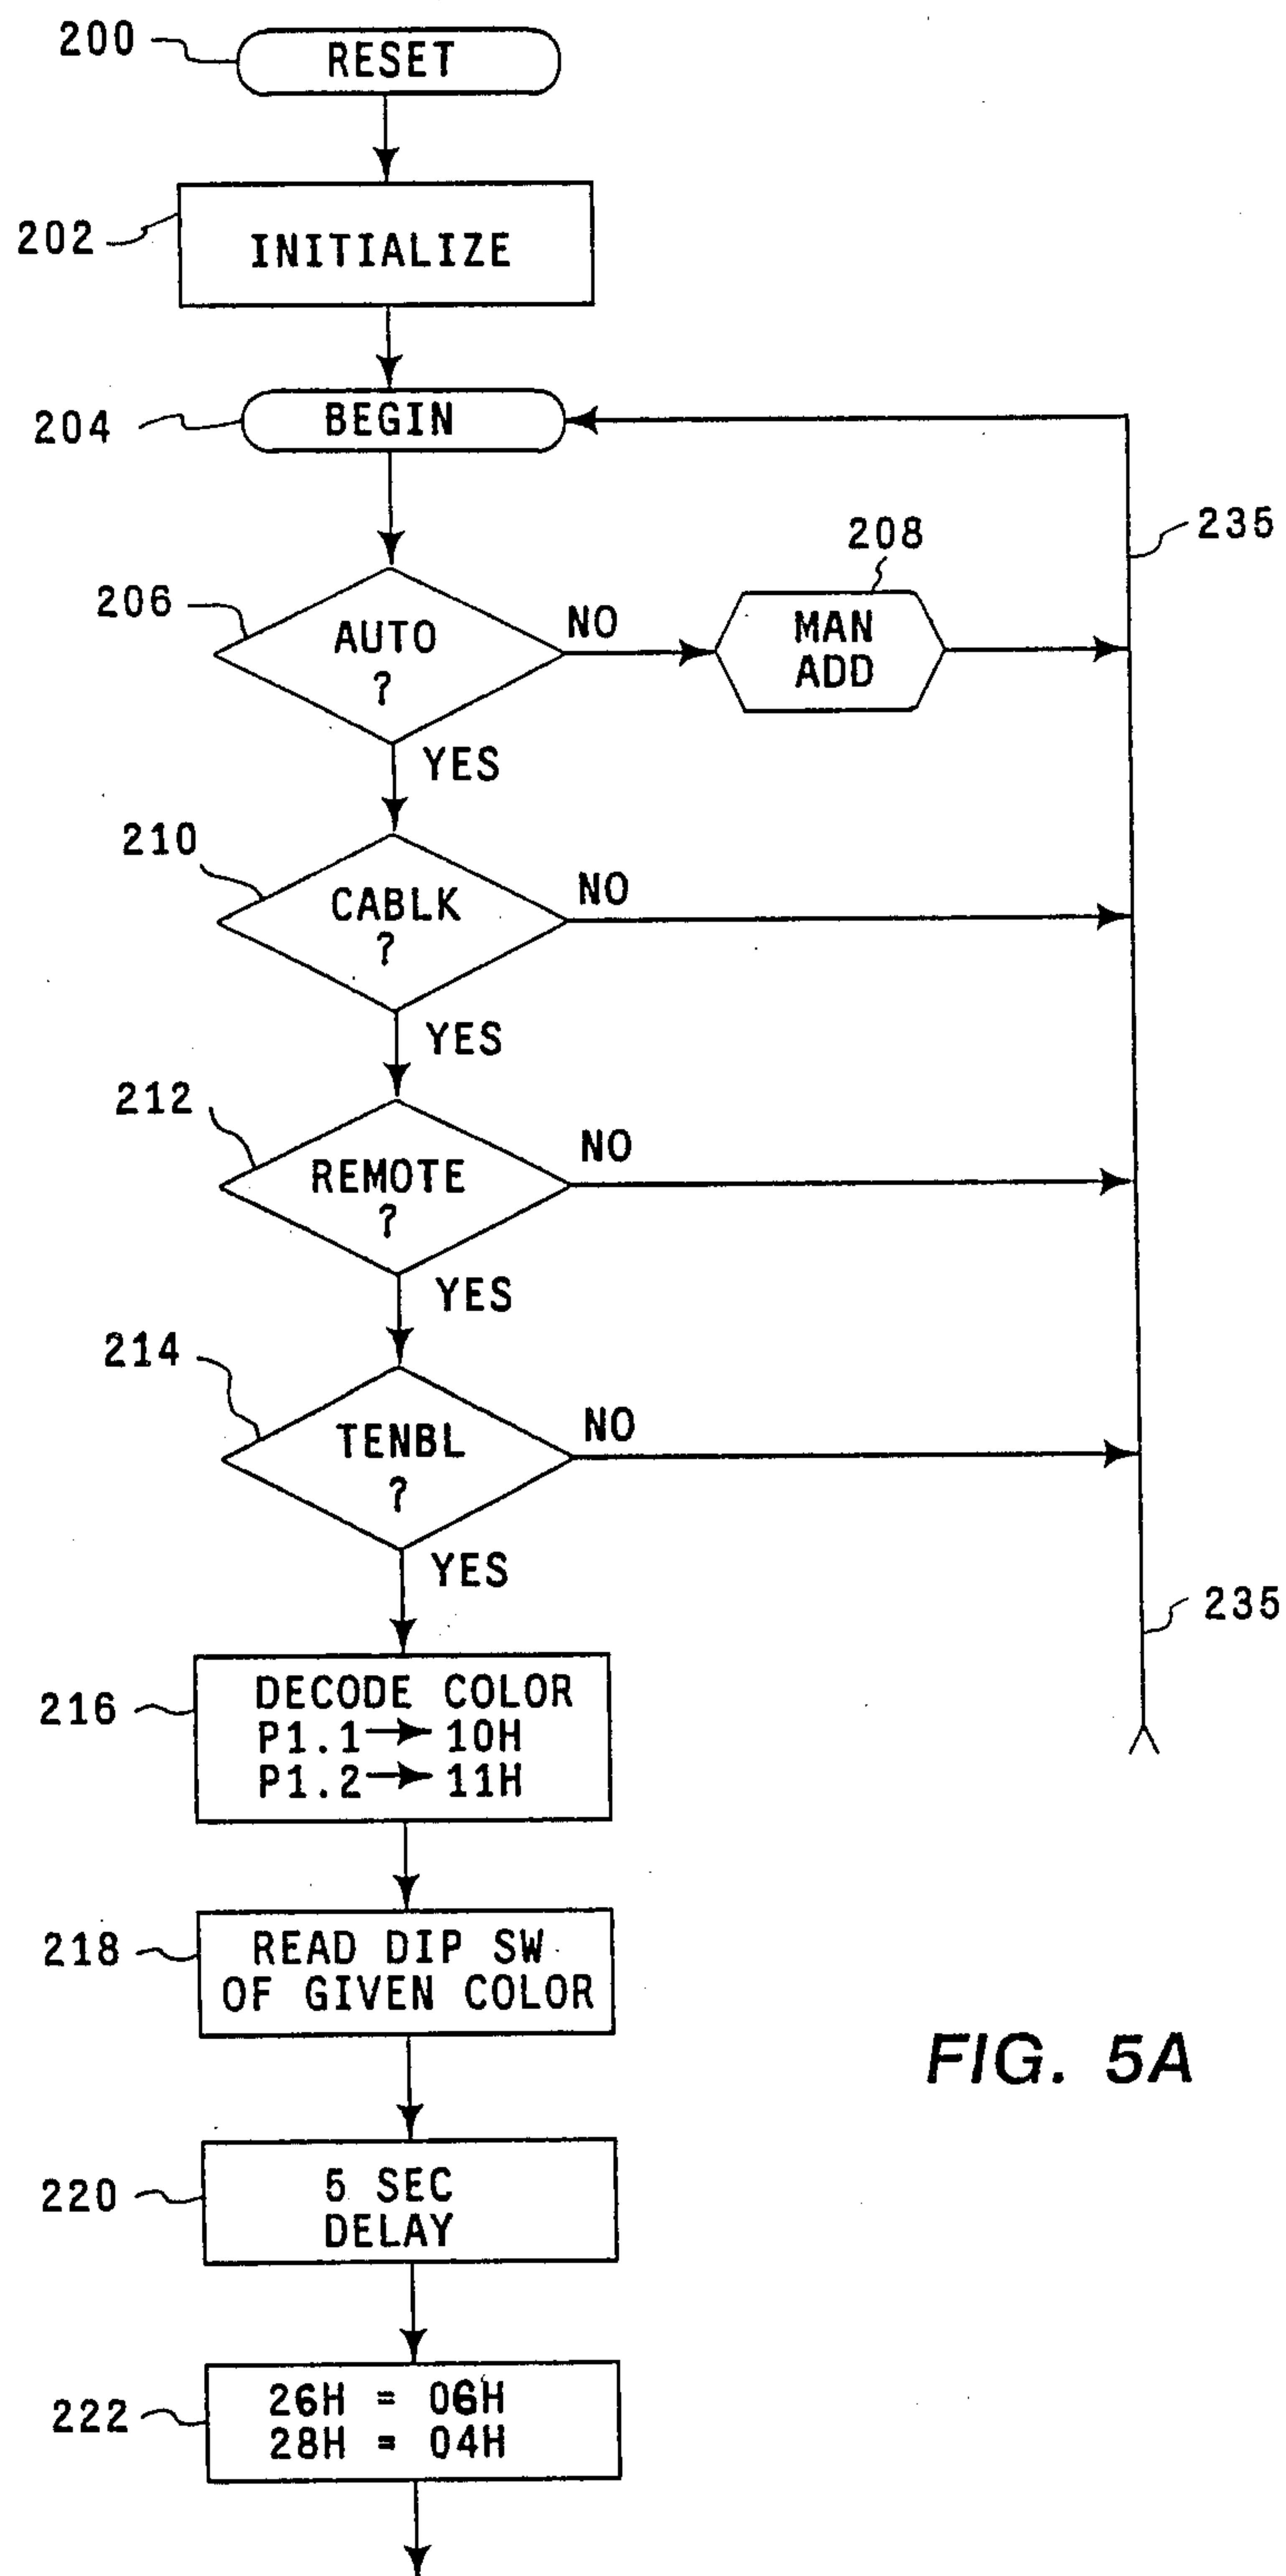 200
RESET
202
INITIALIZE
204
BEGIN
235
206
AUTO
?
NO
208
MAN
ADD
YES
210
CABLK
?
NO
YES
212
REMOTE
?
NO
YES
214
TENBL
?
NO
YES
235
216
DECODE COLOR
P1.1→10H
P1.2→11H
218
READ DIP SW
OF GIVEN COLOR
220
5 SEC
DELAY
222
26H = 06H
28H = 04H
FIG. 5A